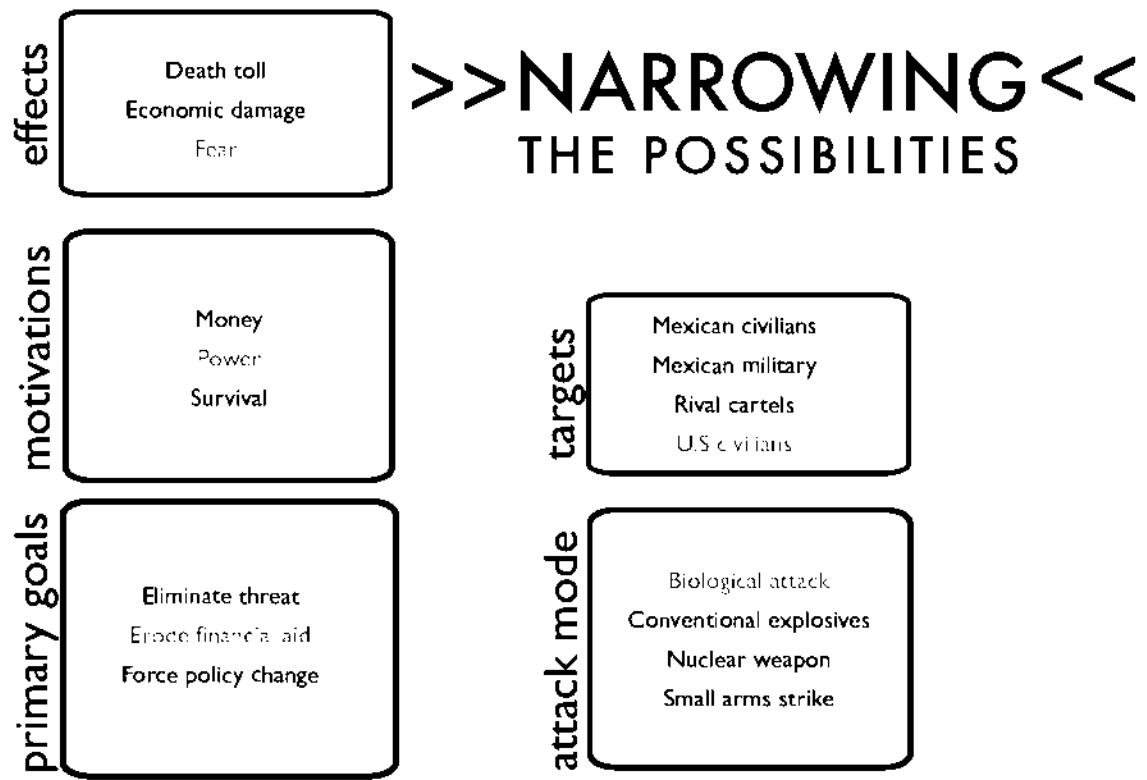 effects
Death toll
Economic damage
Fear
>>NARROWING<<
THE POSSIBILITIES
motivations
Money
Power
Survival
targets
Mexican civilians
Mexican military
Rival cartels
U.S civilians
primary goals
Eliminate threat
Erode financial aid
Force policy change
attack mode
Biological attack
Conventional explosives
Nuclear weapon
Small arms strike